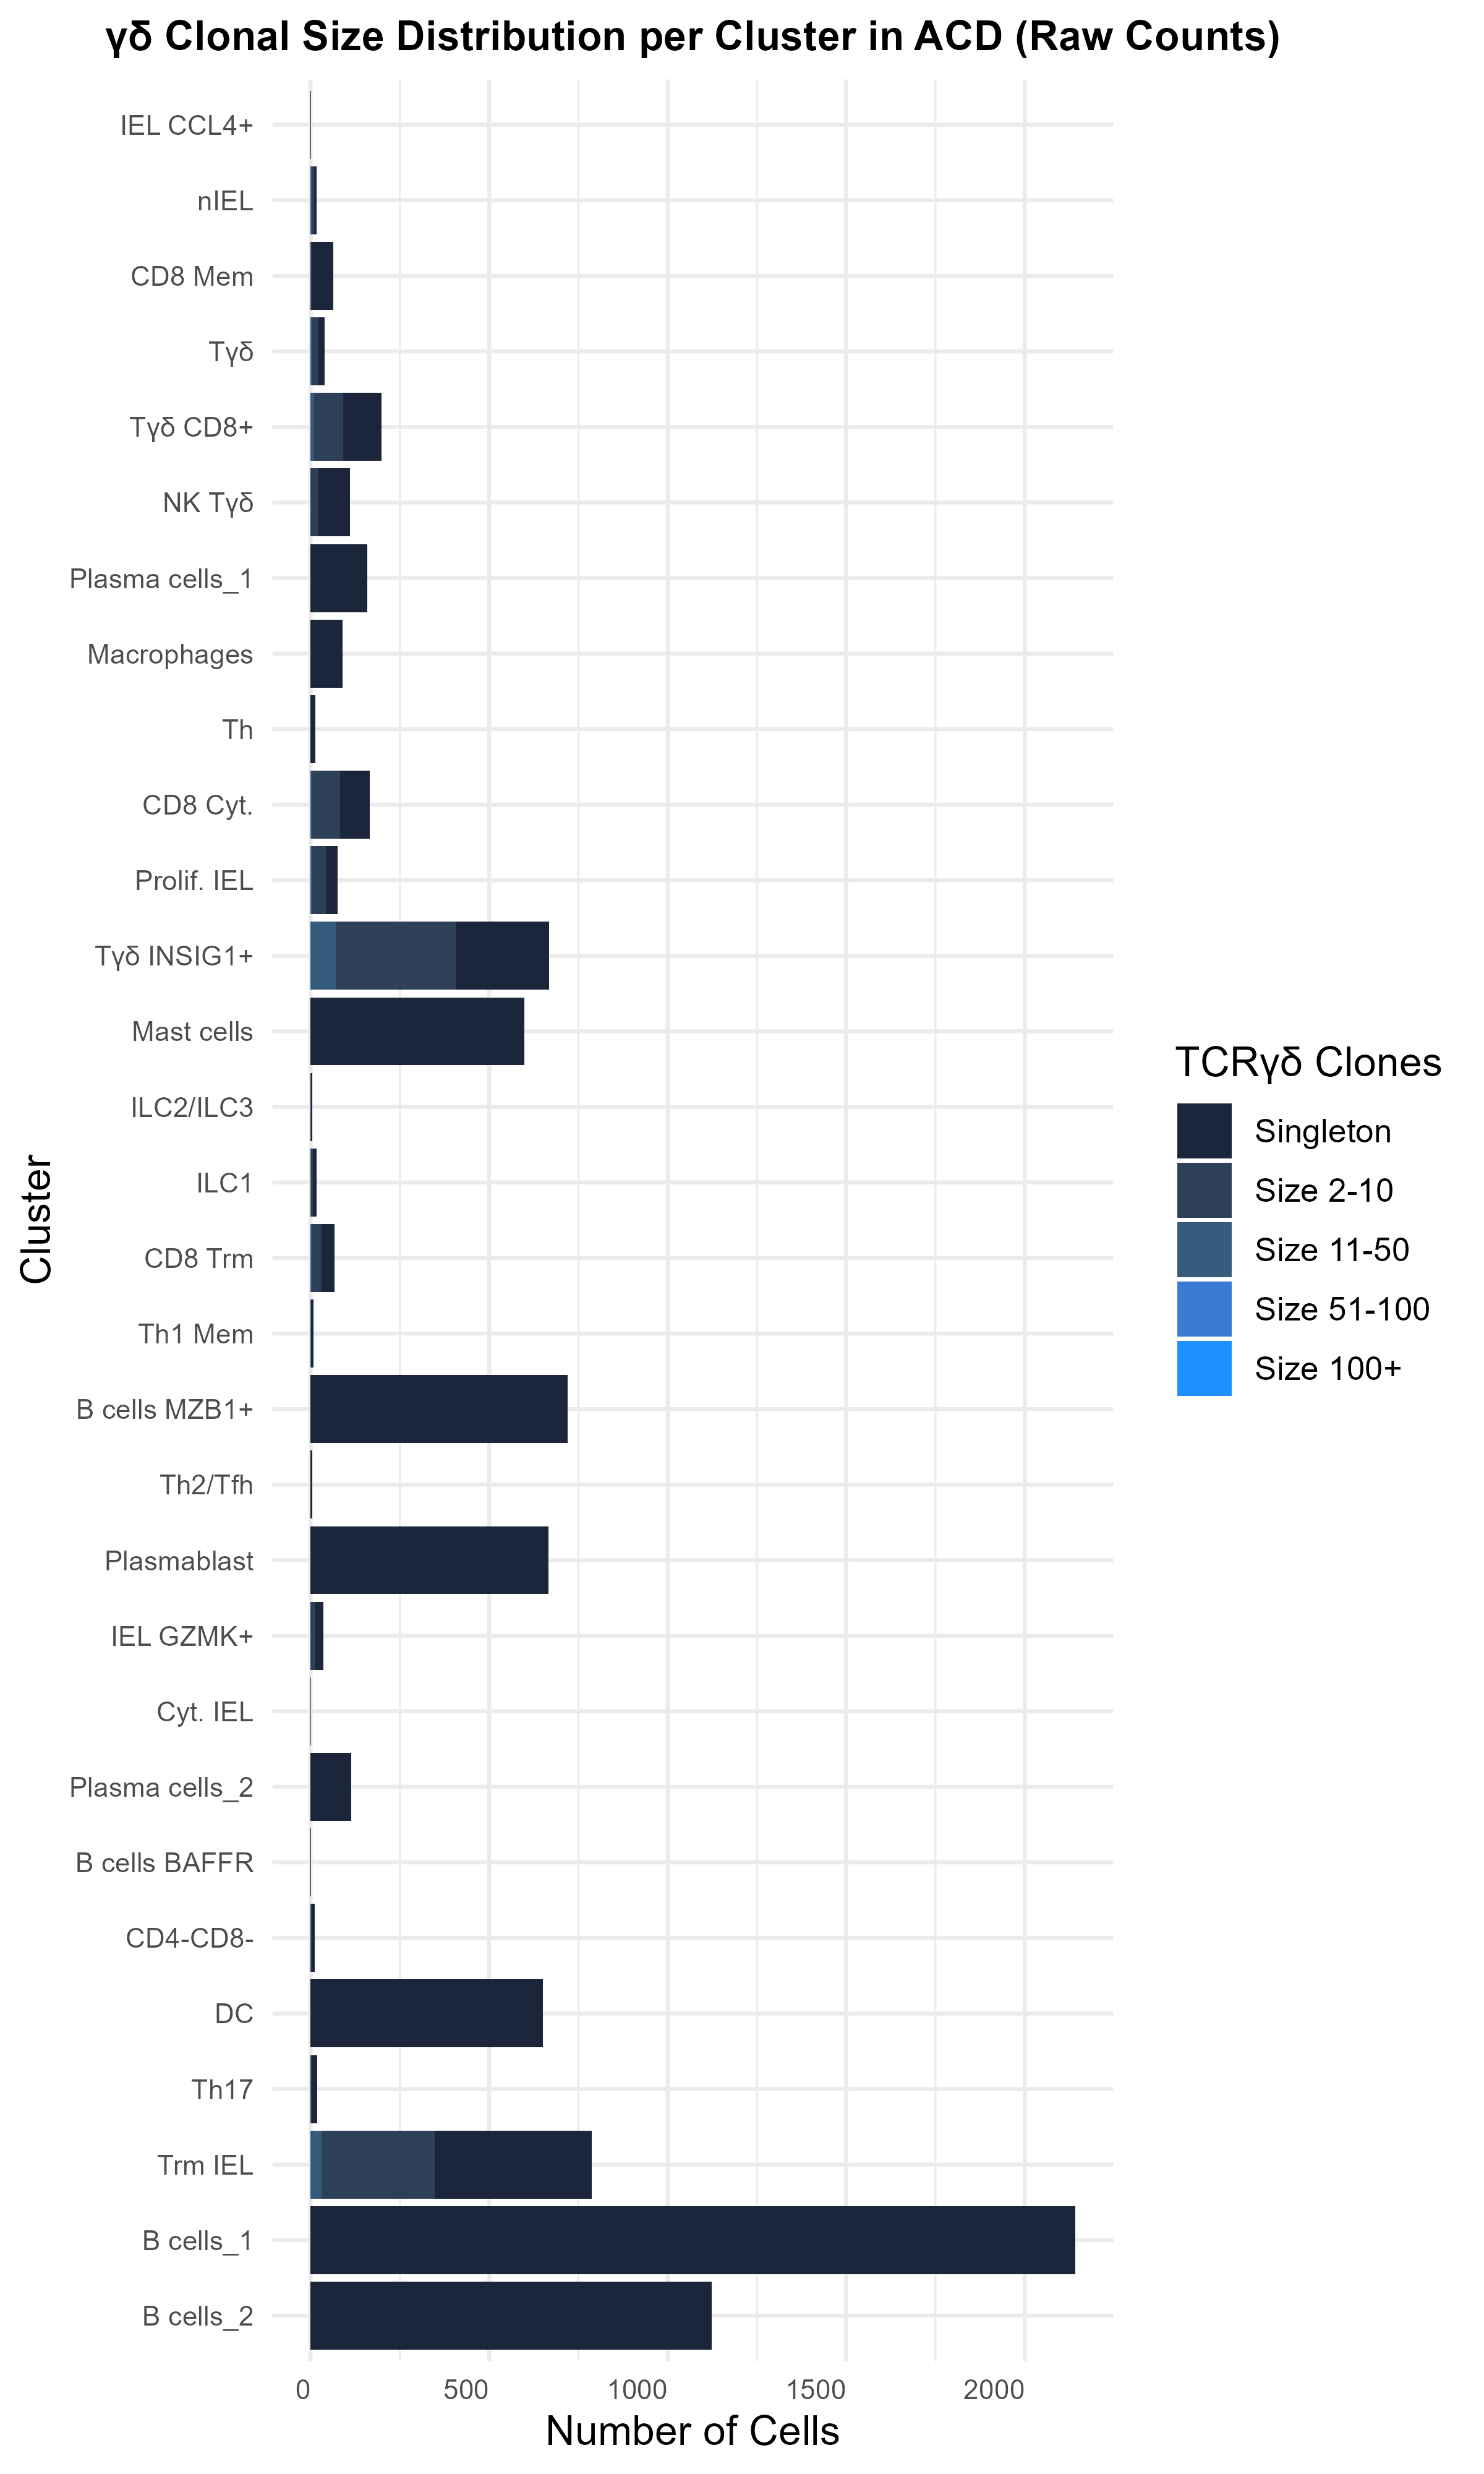 γδ Clonal Size Distribution per Cluster in ACD (Raw Counts)
IEL CCL4+
nIEL
CD8 Mem
Tγδ
Tγδ CD8+
NK Tγδ
Plasma cells_1
Macrophages
Th
CD8 Cyt.
Prolif. IEL
Tγδ INSIG1+
Mast cells
ILC2/ILC3
ILC1
CD8 Trm
Th1 Mem
B cells MZB1+
Th2/Tfh
Plasmablast
IEL GZMK+
Cyt. IEL
Plasma cells_2
B cells BAFFR
CD4-CD8-
DC
Th17
Trm IEL
B cells_1
B cells_2
Cluster
0 500 1000 1500 2000
Number of Cells
TCRγδ Clones
Singleton
Size 2-10
Size 11-50
Size 51-100
Size 100+